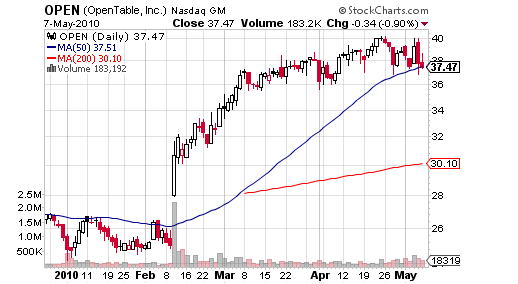 OPEN (OpenTable, Inc.) Nasdaq GM © StockCharts.com
7-May-2010 Close 37.47 Volume 183.2K Chg -0.34 (-0.90%)
OPEN (Daily) 37.47
MA(50) 37.51
MA(200) 30.10
Volume 183,192
40
38
37.47
36
34
32
30.10
28
26
24
18319
2.5M
2.0M
1.5M
1.0M
500K
2010 11 19 25 Feb 8 16 22 Mar 8 15 22 Apr 12 19 26 May